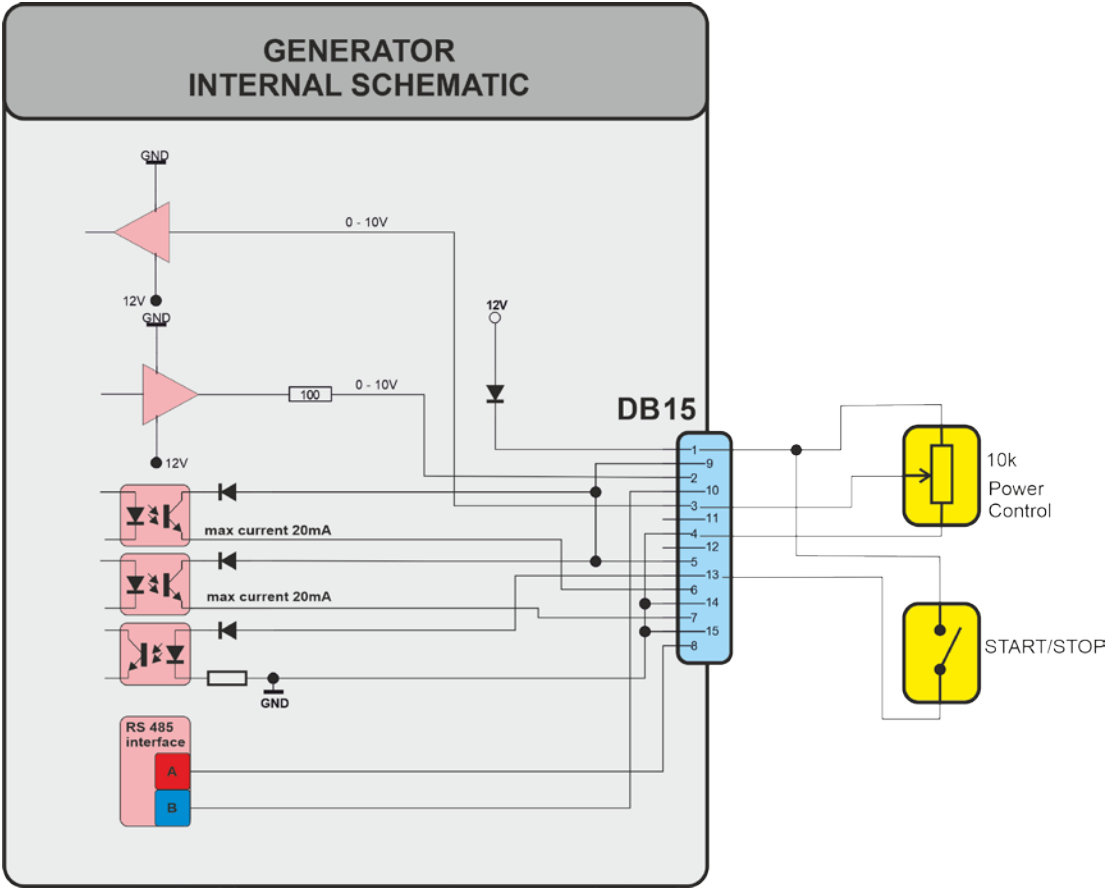 GENERATOR
INTERNAL SCHEMATIC
GND
0 - 10V
12V
GND
12V
100
0 - 10V
12V
DB15
1
9
2
10
3
11
4
12
5
13
6
14
7
15
8
10k
Power
Control
max current 20mA
max current 20mA
START/STOP
GND
RS 485
interface
A
B